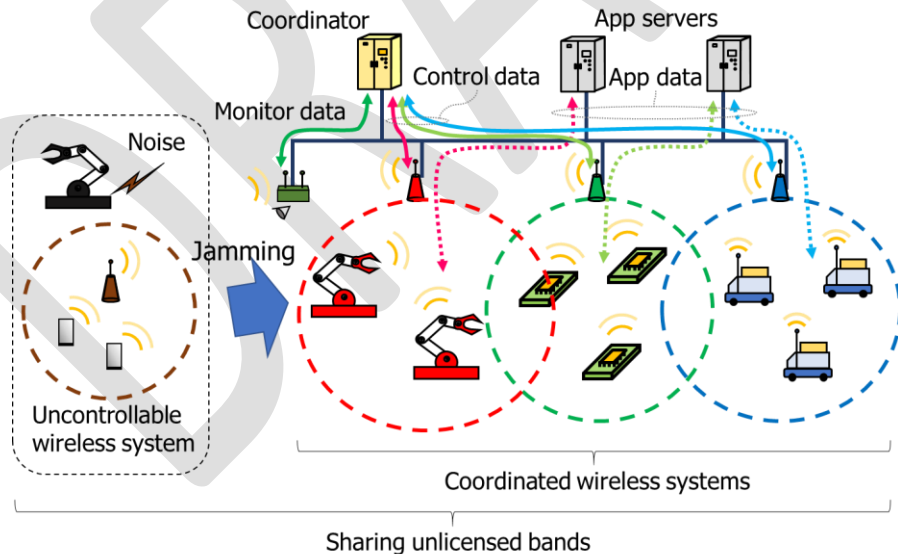 Coordinator
App servers
Control data
App data
Monitor data
Noise
Jamming
Uncontrollable
wireless system
Coordinated wireless systems
Sharing unlicensed bands
DRA